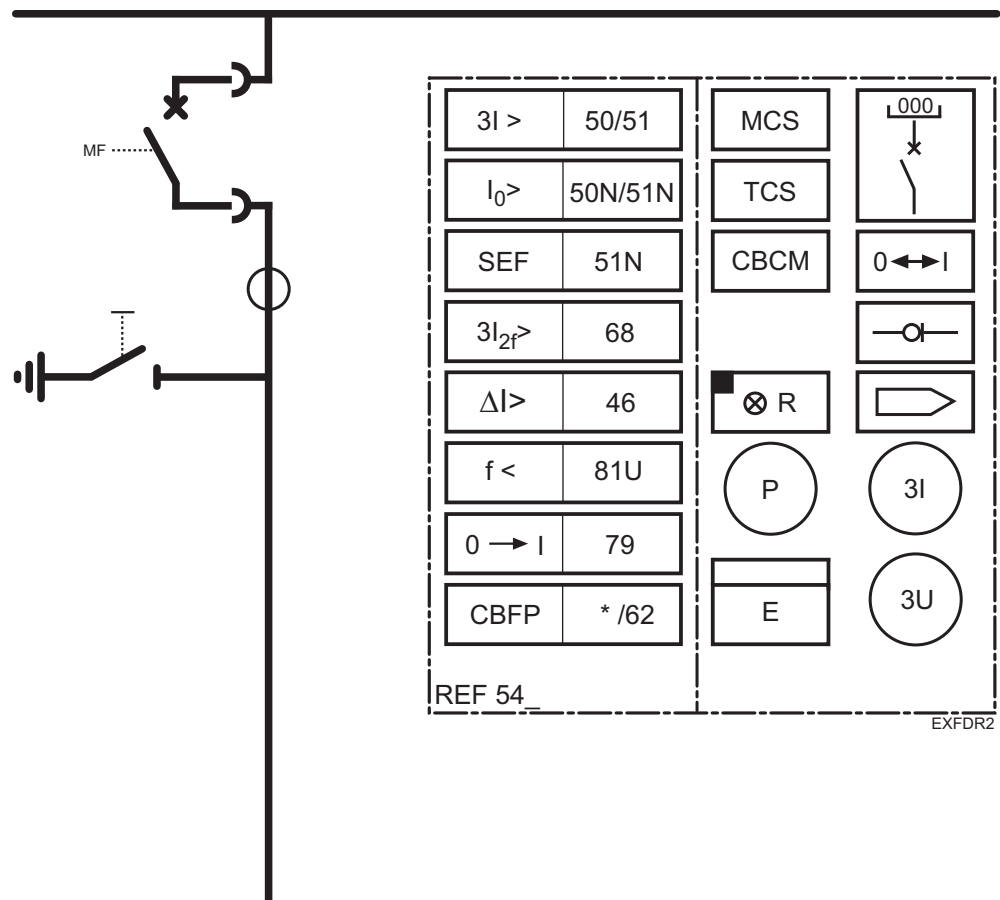 MF
3I > 50/51
I0> 50N/51N
SEF 51N
3I2f> 68
ΔI> 46
f < 81U
0 → I 79
CBFP * /62
REF 54_
MCS
TCS
CBCM
R
P
E
000
0 ↔ I
3I
3U
EXFDR2